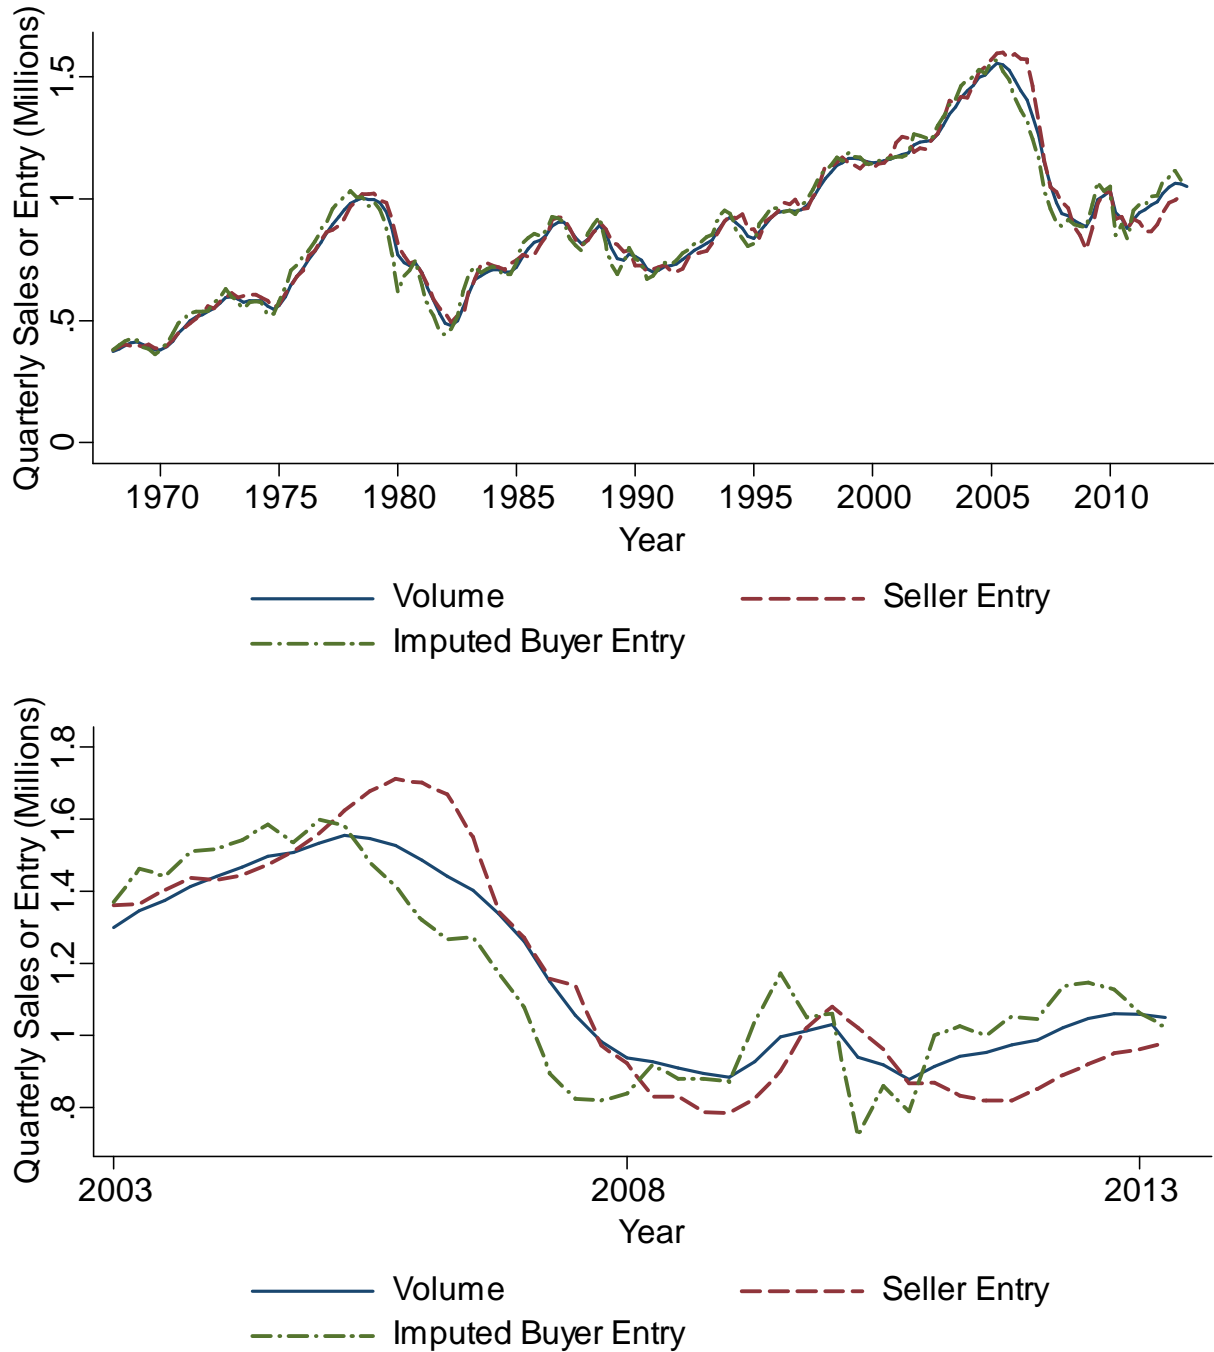 Quarterly Sales or Entry (Millions)
1.5
1
.5
0
1970 1975 1980 1985 1990 1995 2000 2005 2010
Year
Volume Seller Entry
Imputed Buyer Entry
Quarterly Sales or Entry (Millions)
1.8
1.6
1.4
1.2
1
.8
2003 2008 2013
Year
Volume Seller Entry
Imputed Buyer Entry